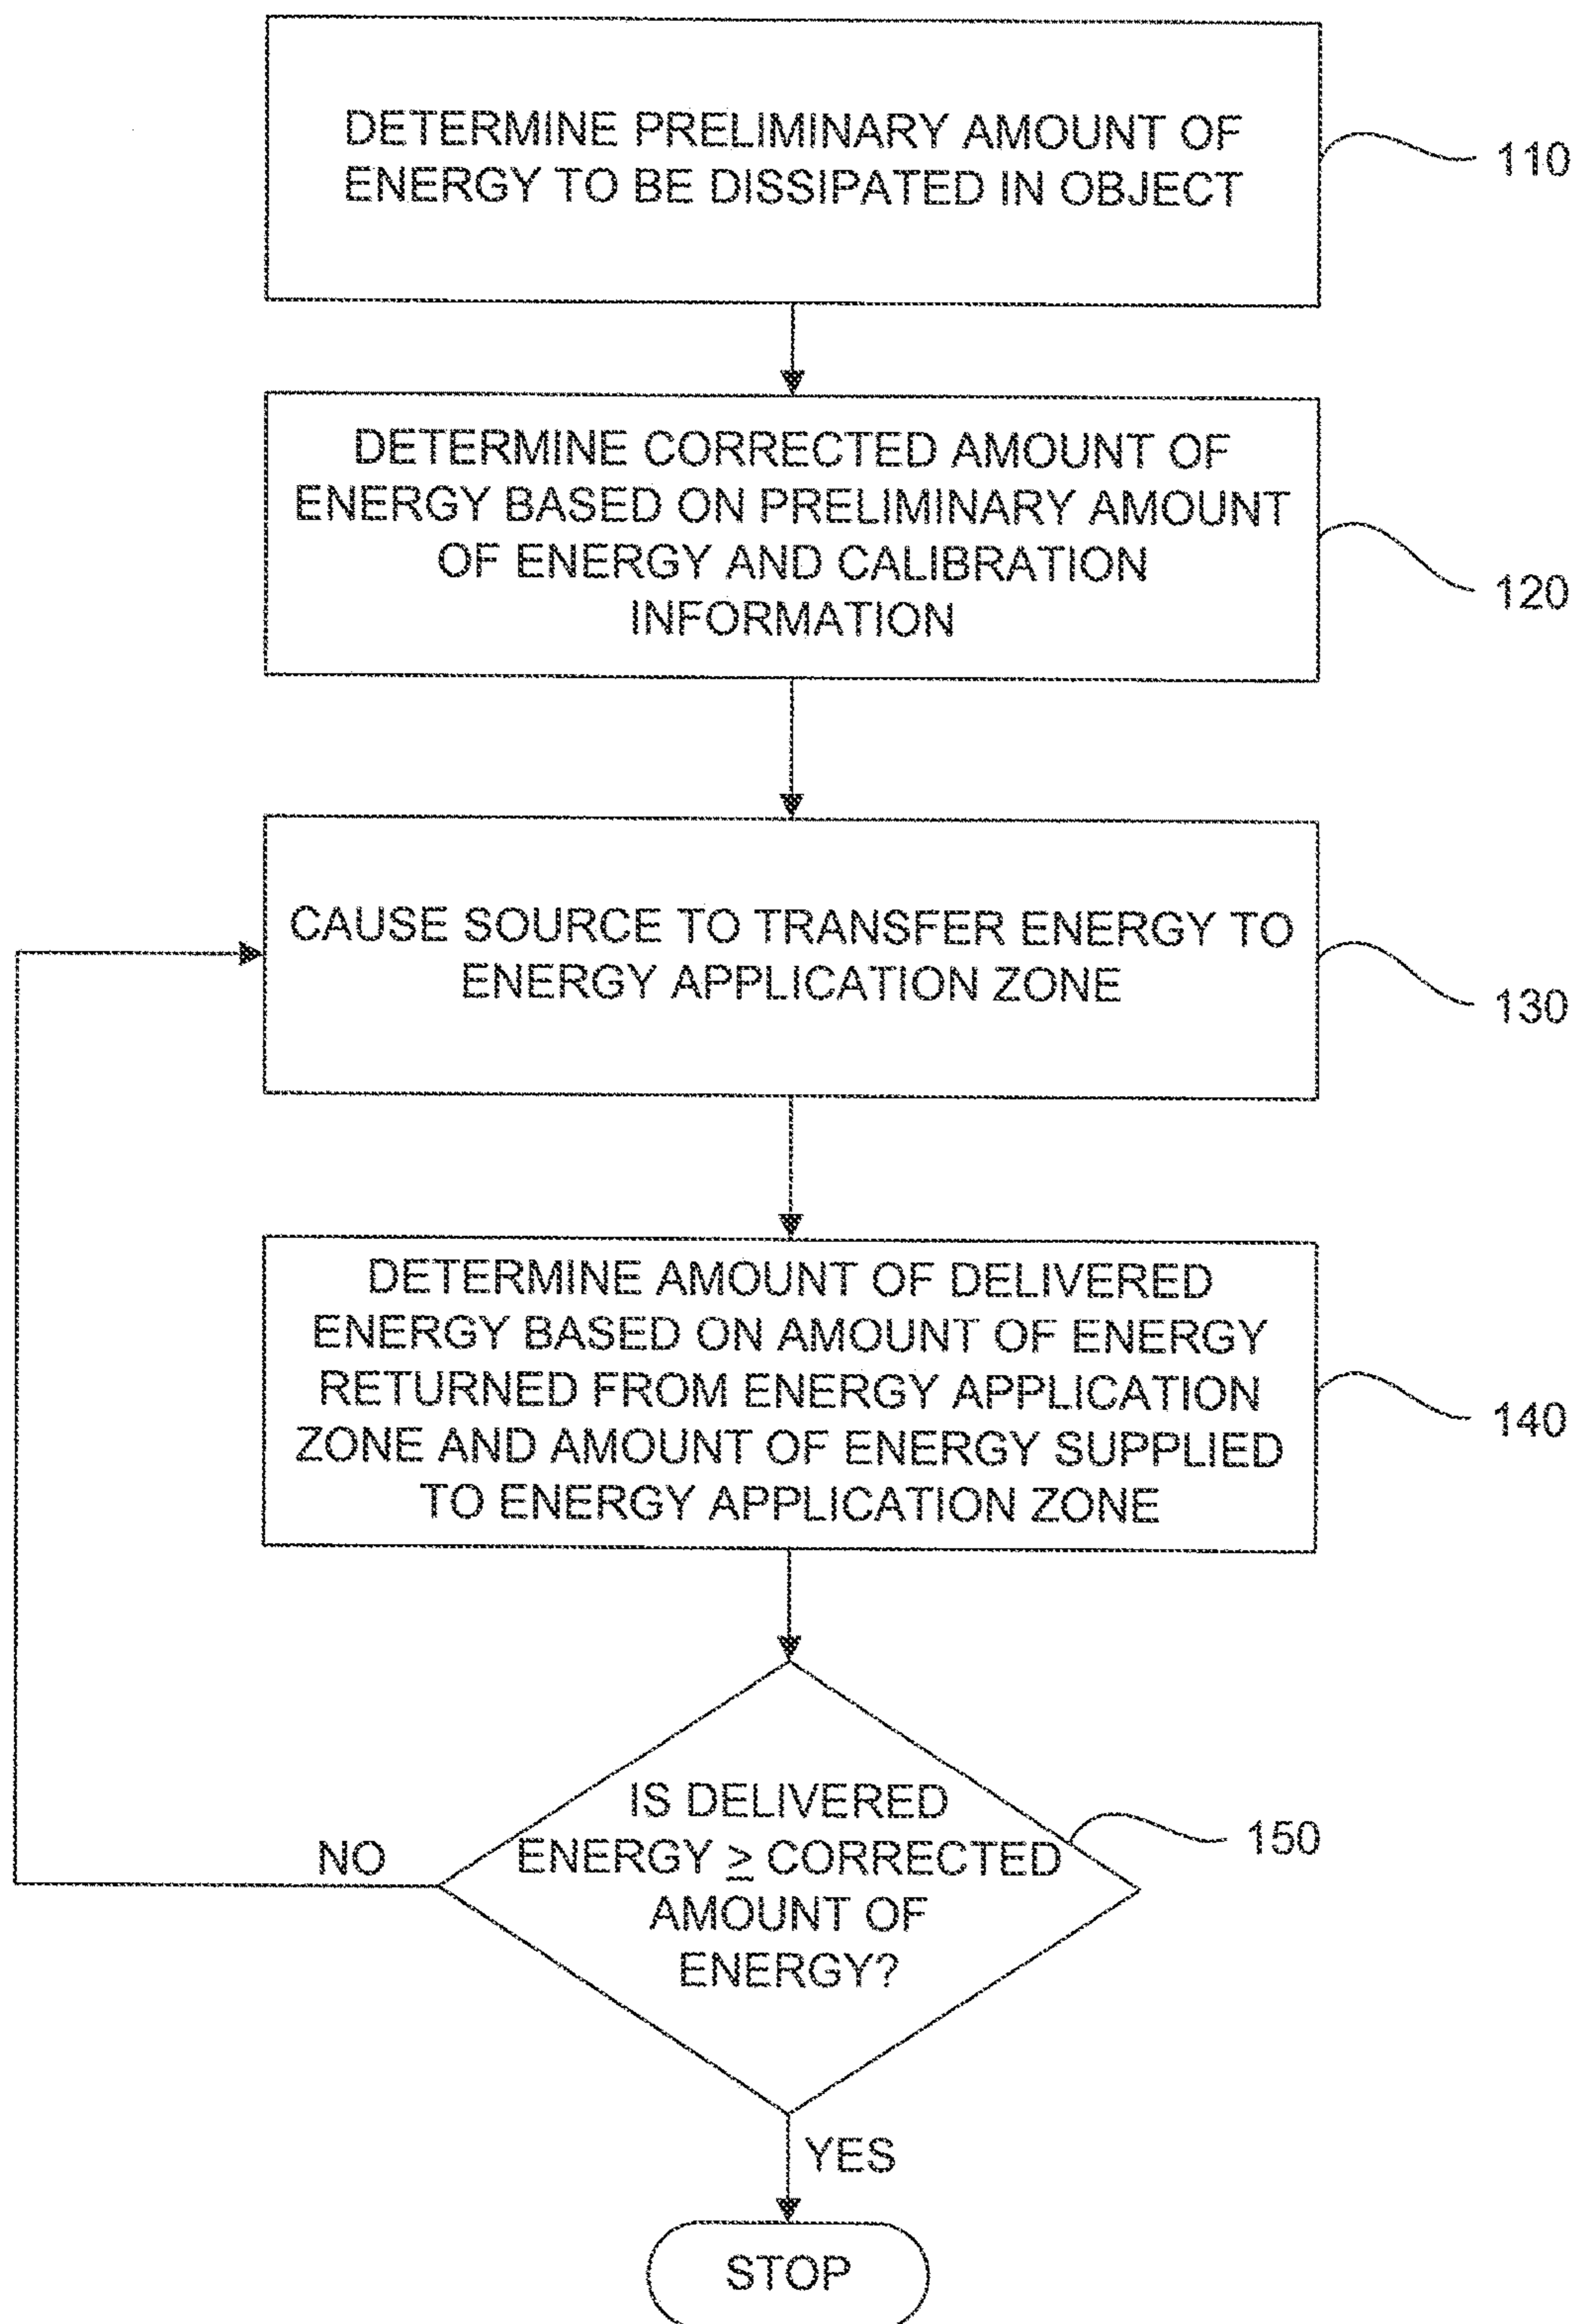 DETERMINE PRELIMINARY AMOUNT OF
ENERGY TO BE DISSIPATED IN OBJECT
110
DETERMINE CORRECTED AMOUNT OF
ENERGY BASED ON PRELIMINARY AMOUNT
OF ENERGY AND CALIBRATION
INFORMATION
120
CAUSE SOURCE TO TRANSFER ENERGY TO
ENERGY APPLICATION ZONE
130
DETERMINE AMOUNT OF DELIVERED
ENERGY BASED ON AMOUNT OF ENERGY
RETURNED FROM ENERGY APPLICATION
ZONE AND AMOUNT OF ENERGY SUPPLIED
TO ENERGY APPLICATION ZONE
140
IS DELIVERED
ENERGY ≥ CORRECTED
AMOUNT OF
ENERGY?
150
NO
YES
STOP